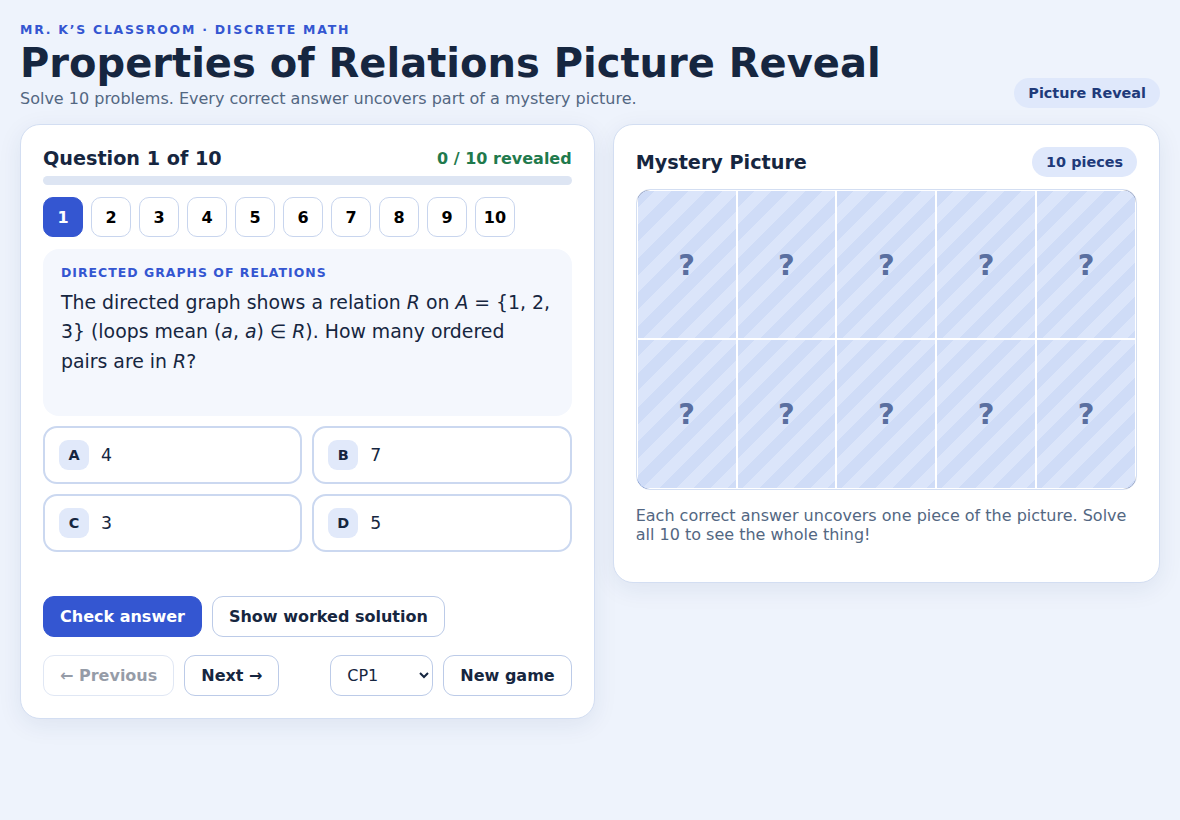 MR. K’S CLASSROOM · DISCRETE MATH
Properties of Relations Picture Reveal
Solve 10 problems. Every correct answer uncovers part of a mystery picture.
Picture Reveal
Question 1 of 10
0 / 10 revealed
1 2 3 4 5 6 7 8 9 10
DIRECTED GRAPHS OF RELATIONS
The directed graph shows a relation R on A = {1, 2,
3} (loops mean (a, a) ∈ R). How many ordered
pairs are in R?
A 4
B 7
C 3
D 5
Check answer
Show worked solution
← Previous
Next →
CP1
New game
Mystery Picture
10 pieces
? ? ? ? ?
? ? ? ? ?
Each correct answer uncovers one piece of the picture. Solve
all 10 to see the whole thing!